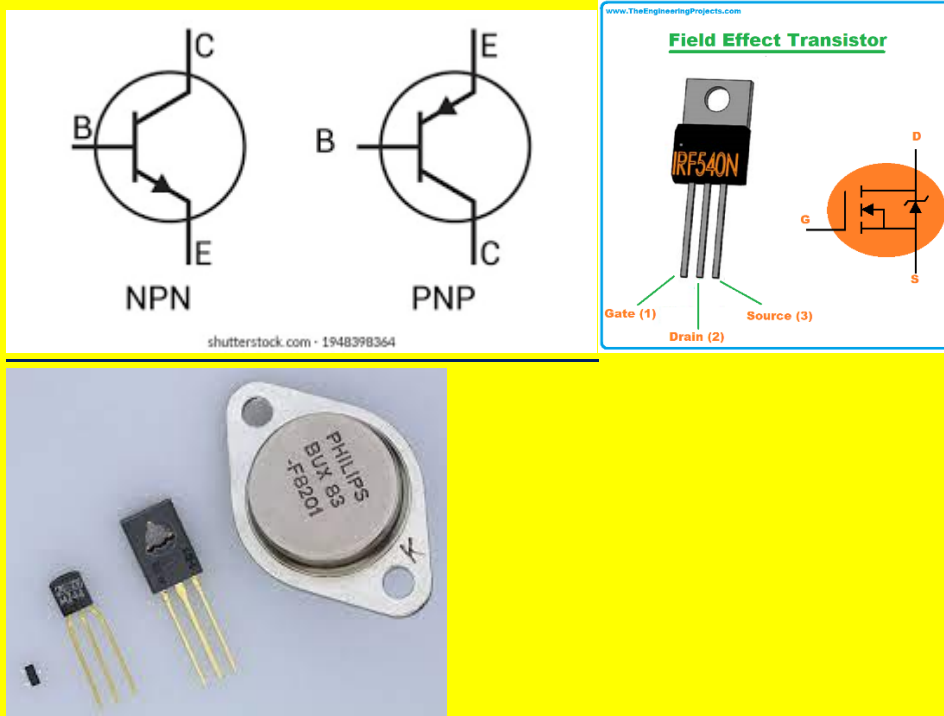 C
B
E
NPN
E
B
C
PNP
shutterstock.com · 1948398364
www.TheEngineeringProjects.com
Field Effect Transistor
IRF540N
D
G
S
Gate (1)
Source (3)
Drain (2)
PHILIPS
BUX 83
-F8201